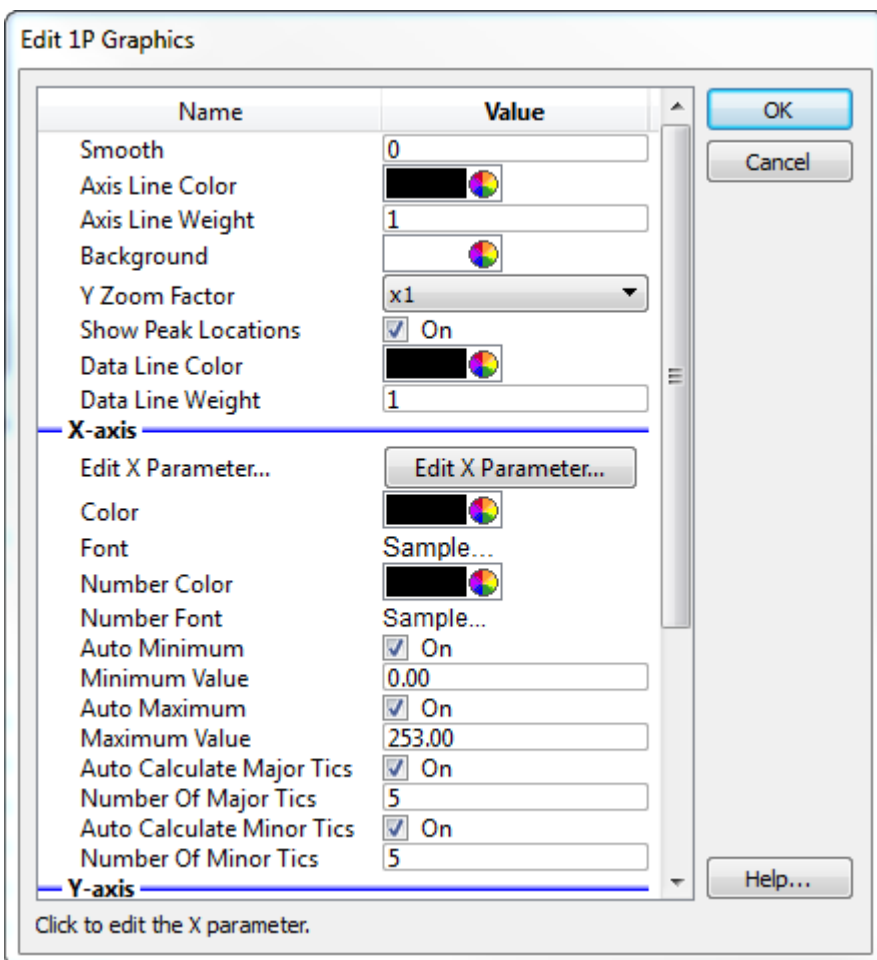 Edit 1P Graphics
Name Value
OK
Smooth 0
Cancel
Axis Line Color
Axis Line Weight 1
Background
Y Zoom Factor x1
Show Peak Locations On
Data Line Color
Data Line Weight 1
X-axis
Edit X Parameter... Edit X Parameter...
Color
Font Sample...
Number Color
Number Font Sample...
Auto Minimum On
Minimum Value 0.00
Auto Maximum On
Maximum Value 253.00
Auto Calculate Major Tics On
Number Of Major Tics 5
Auto Calculate Minor Tics On
Number Of Minor Tics 5
Y-axis
Help...
Click to edit the X parameter.